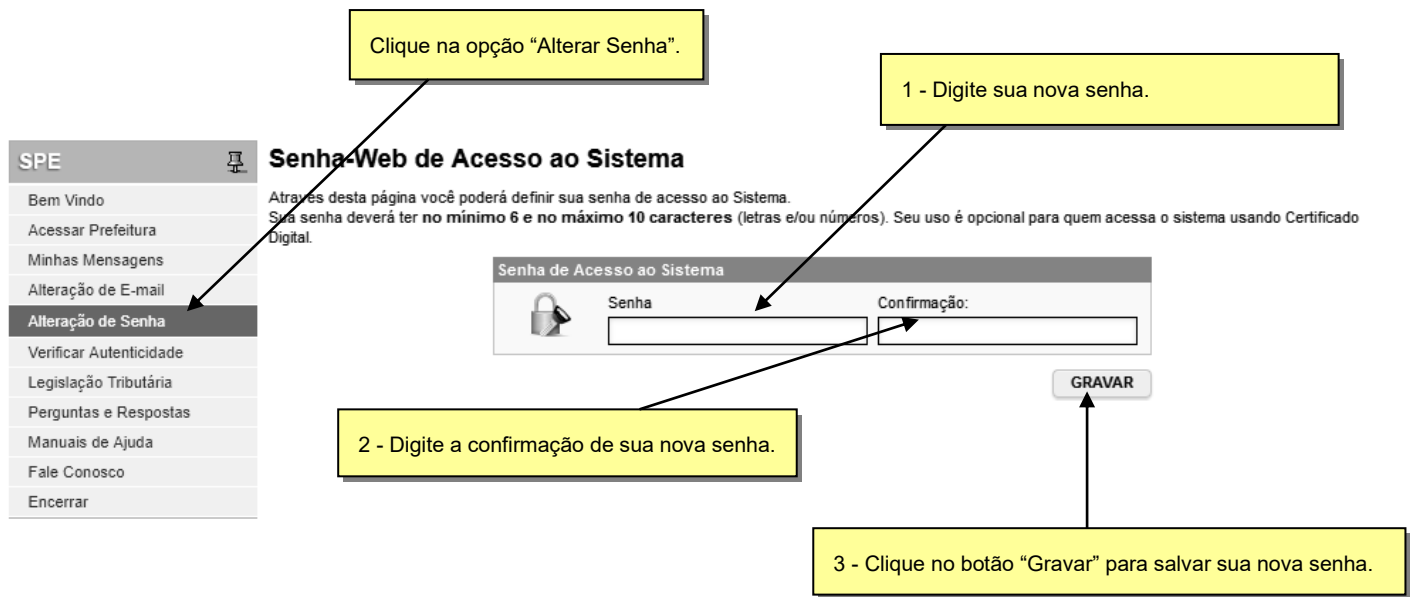 Clique na opção “Alterar Senha”.
1 - Digite sua nova senha.
SPE
Bem Vindo
Acessar Prefeitura
Minhas Mensagens
Alteração de E-mail
Alteração de Senha
Verificar Autenticidade
Legislação Tributária
Perguntas e Respostas
Manuais de Ajuda
Fale Conosco
Encerrar
Senha-Web de Acesso ao Sistema
Através desta página você poderá definir sua senha de acesso ao Sistema.
Sua senha deverá ter no mínimo 6 e no máximo 10 caracteres (letras e/ou números). Seu uso é opcional para quem acessa o sistema usando Certificado
Digital.
Senha de Acesso ao Sistema
Senha
Confirmação:
GRAVAR
2 - Digite a confirmação de sua nova senha.
3 - Clique no botão “Gravar” para salvar sua nova senha.